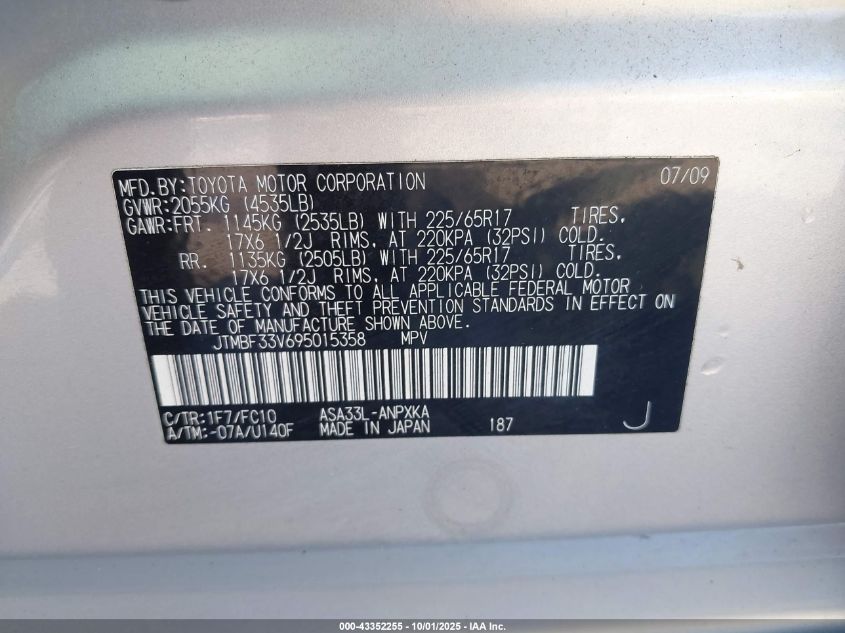 MFD.BY:TOYOTA MOTOR CORPORATION 07/09
GVWR:2055KG (4535LB)
GAWR:FRT. 1145KG (2535LB) WITH 225/65R17 TIRES,
17X6 1/2J RIMS, AT 220KPA (32PSI) COLD.
RR. 1135KG (2505LB) WITH 225/65R17 TIRES,
17X6 1/2J RIMS, AT 220KPA (32PSI) COLD.
THIS VEHICLE CONFORMS TO ALL APPLICABLE FEDERAL MOTOR
VEHICLE SAFETY AND THEFT PREVENTION STANDARDS IN EFFECT ON
THE DATE OF MANUFACTURE SHOWN ABOVE.
JTMBF33V695015358 MPV
C/TR:1F7/FC10 ASA33L-ANPXKA
A/TM:-07A/U140F MADE IN JAPAN 187 J
000-43352255 - 10/01/2025 - IAA Inc.